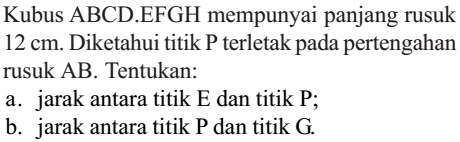 Kubus ABCD.EFGH mempunyai panjang rusuk
12 cm. Diketahui titik P terletak pada pertengahan
rusuk AB. Tentukan:
a. jarak antara titik E dan titik P;
b. jarak antara titik P dan titik G.